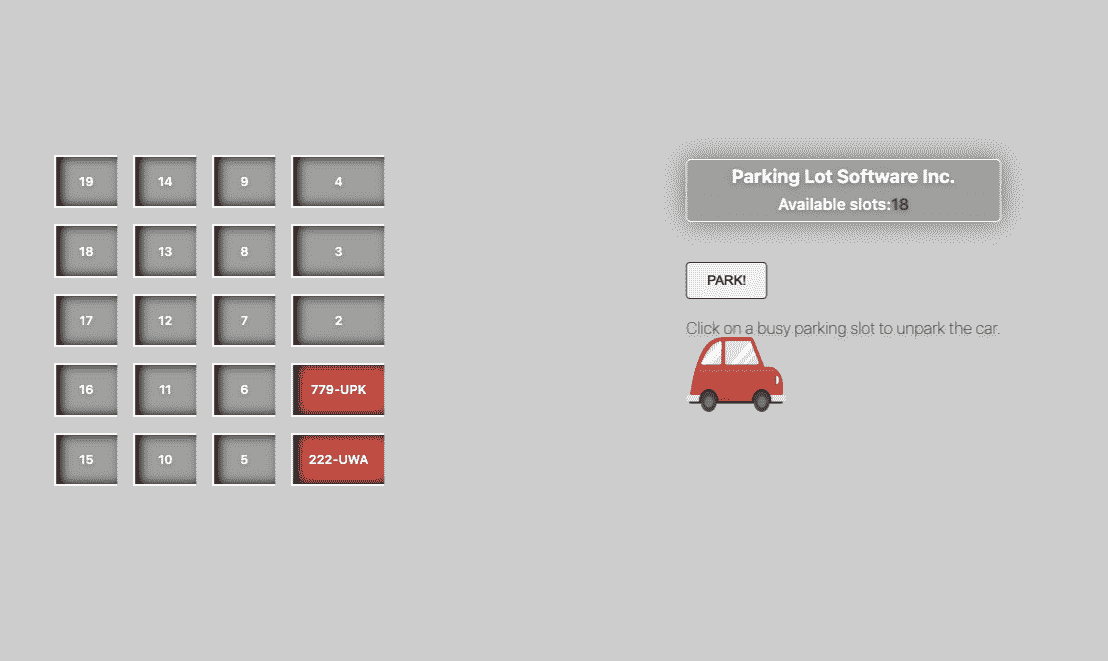 19 14 9 4
18 13 8 3
17 12 7 2
16 11 6 779-UPK
15 10 5 222-UWA
Parking Lot Software Inc.
Available slots:18
PARK!
Click on a busy parking slot to unpark the car.